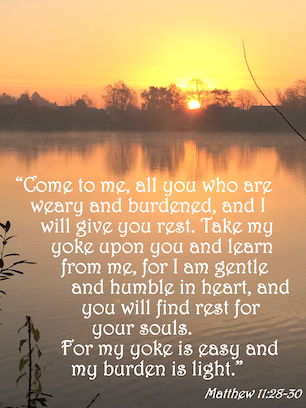 “Come to me, all you who are
weary and burdened, and I
will give you rest. Take my
yoke upon you and learn
from me, for I am gentle
and humble in heart, and
you will find rest for
your souls.
For my yoke is easy and
my burden is light.”
Matthew 11:28-30